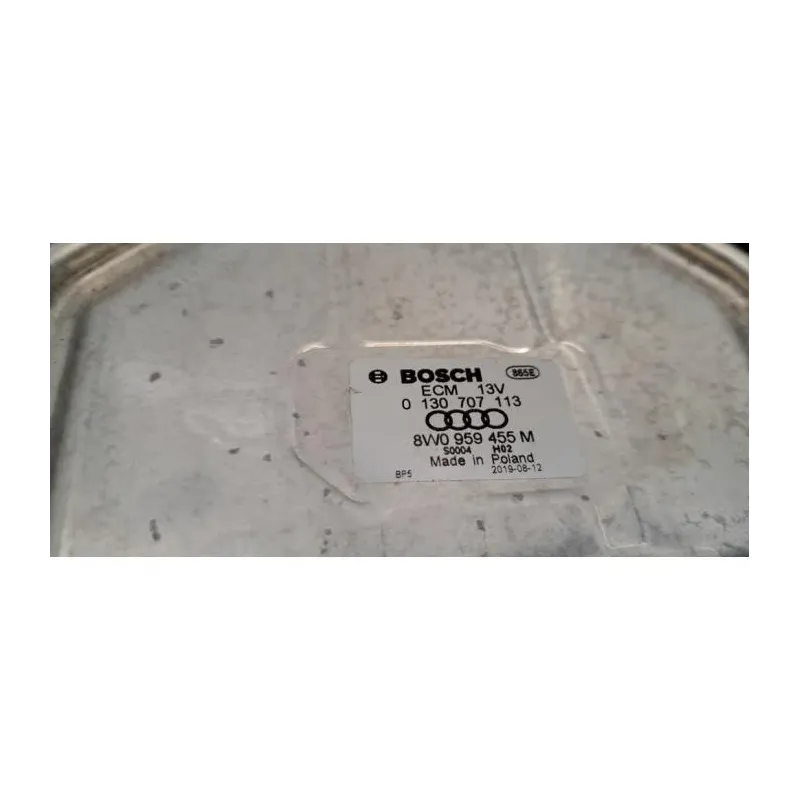 BOSCH 865E
ECM 13V
0 130 707 113
8W0 959 455 M
S0004 H02
Made in Poland
BP5 2019-08-12